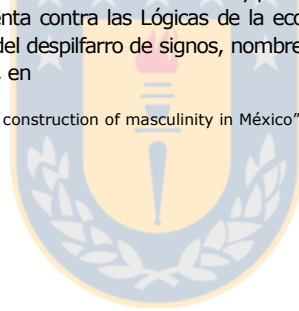 enta contra las Lógicas de la eco
del despilfarro de signos, nombre
, en
construction of masculinity in México”